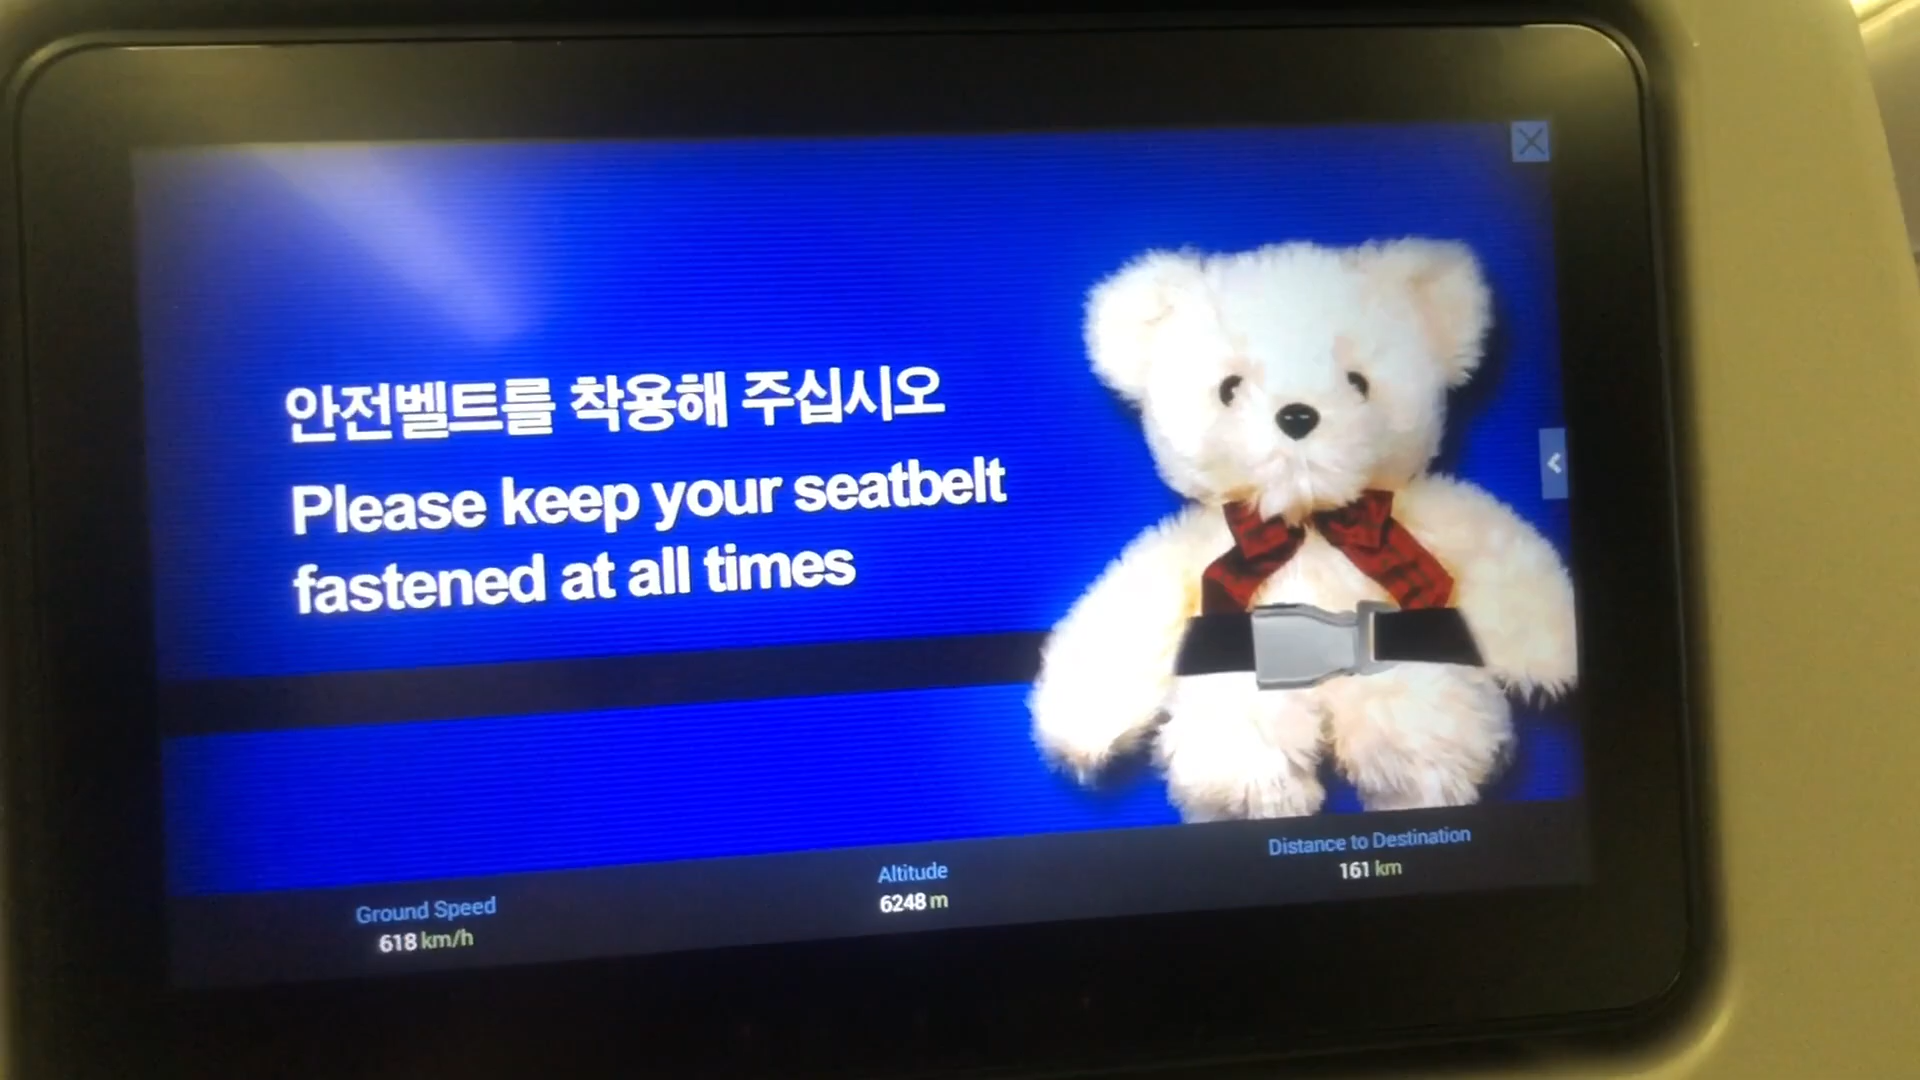 안전벨트를 착용해 주십시오
Please keep your seatbelt
fastened at all times
Ground Speed
618 km/h
Altitude
6248 m
Distance to Destination
161 km